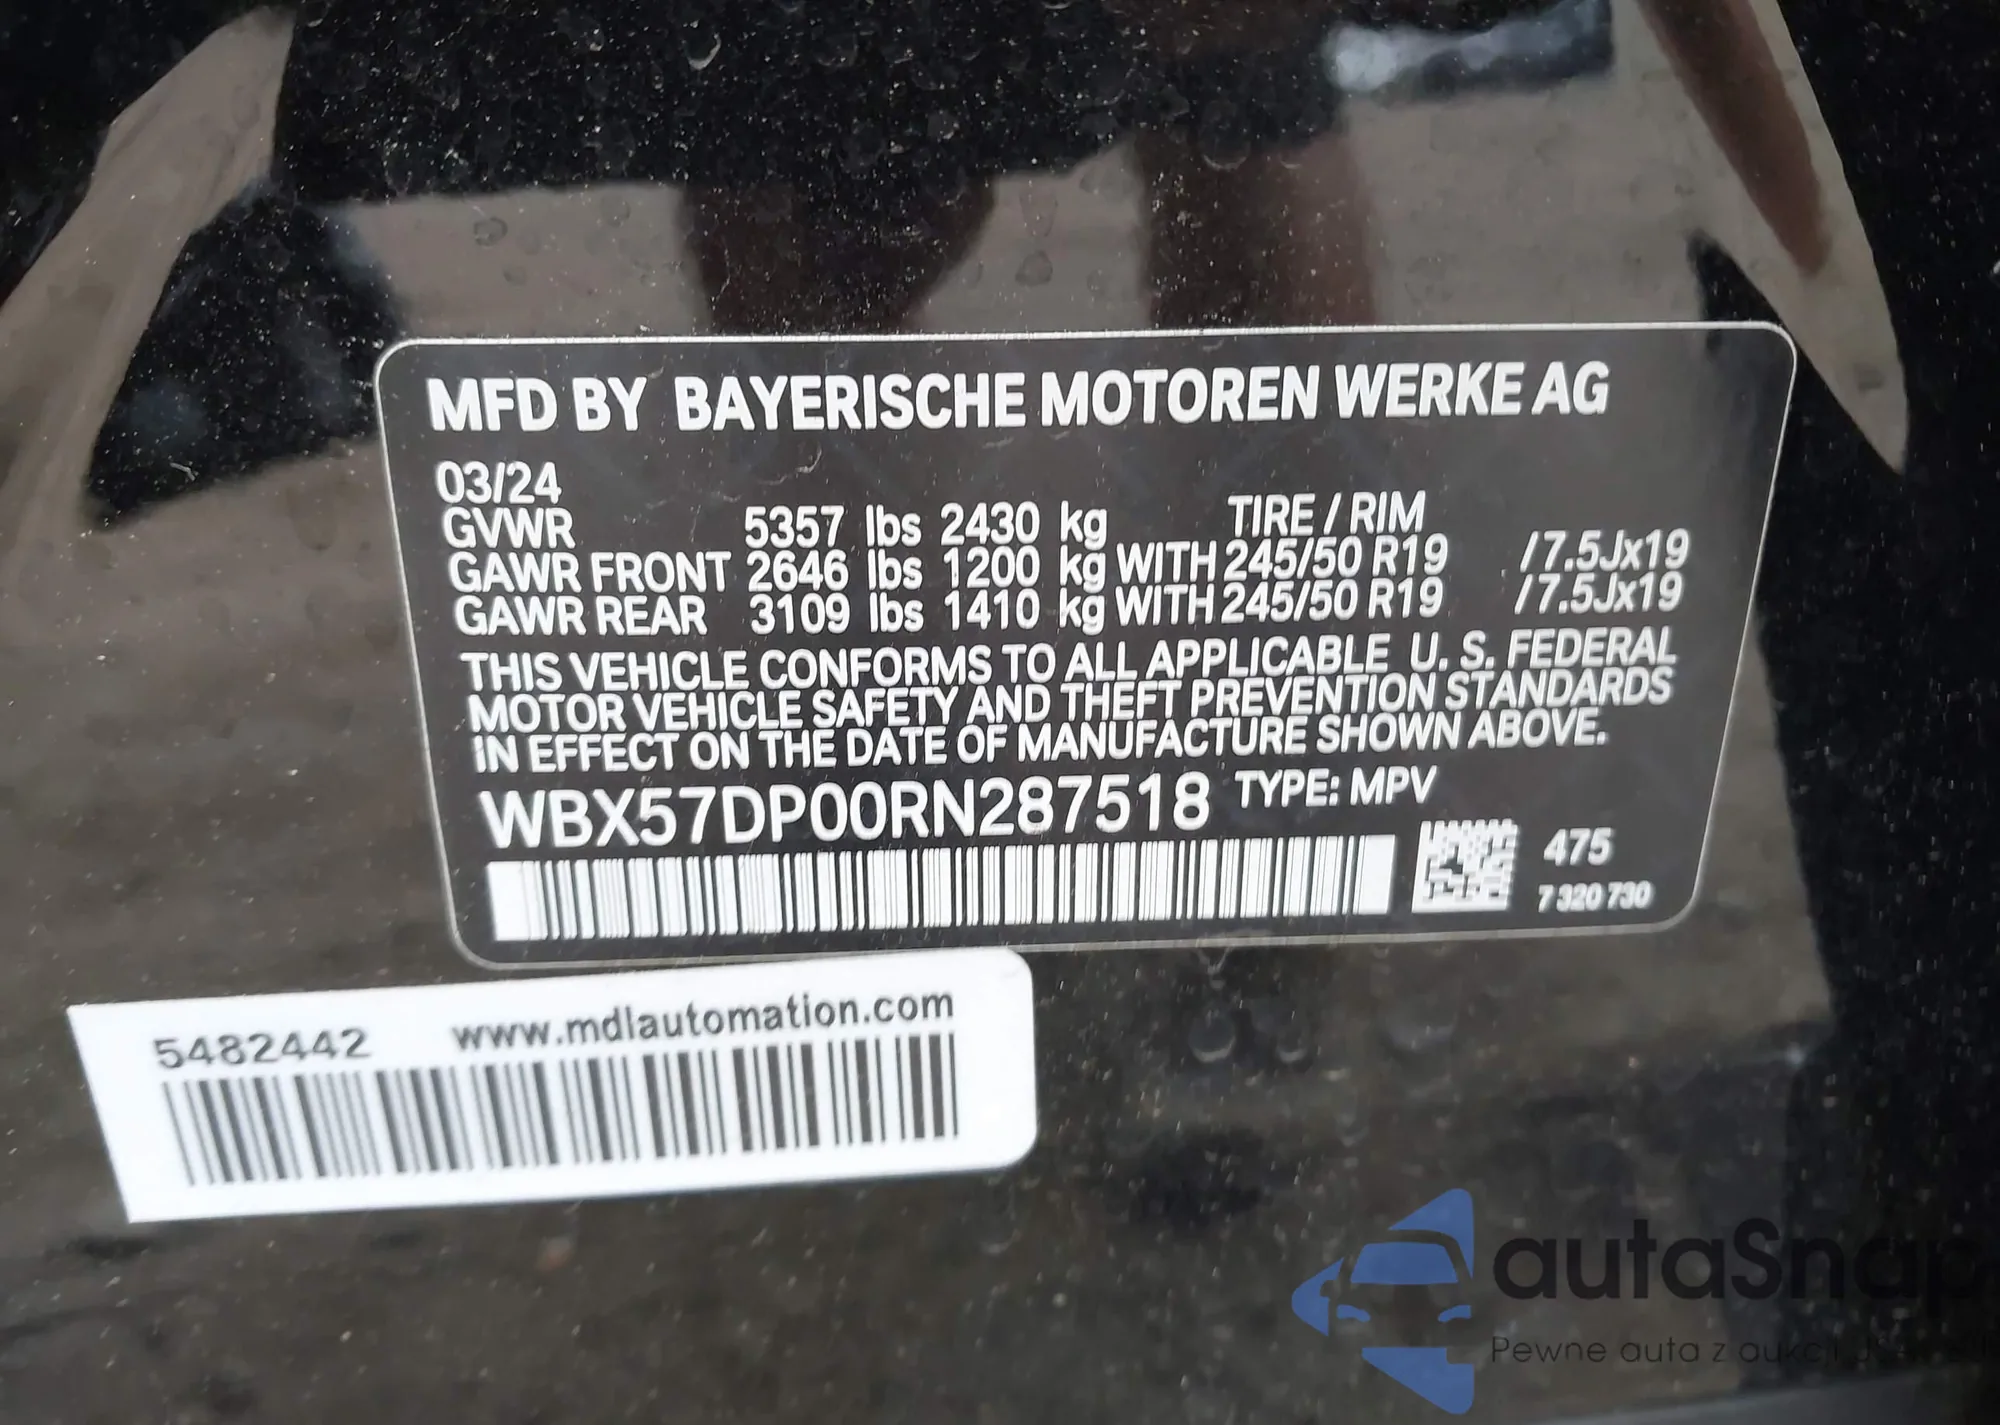 MFD BY BAYERISCHE MOTOREN WERKE AG
03/24
GVWR 5357 lbs 2430 kg TIRE / RIM
GAWR FRONT 2646 lbs 1200 kg WITH 245/50 R19 /7.5Jx19
GAWR REAR 3109 lbs 1410 kg WITH 245/50 R19 /7.5Jx19
THIS VEHICLE CONFORMS TO ALL APPLICABLE U. S. FEDERAL
MOTOR VEHICLE SAFETY AND THEFT PREVENTION STANDARDS
IN EFFECT ON THE DATE OF MANUFACTURE SHOWN ABOVE.
WBX57DP00RN287518 TYPE: MPV
475
7 320 730
5482442 www.mdlautomation.com
autaSnap
Pewne auta z aukcji